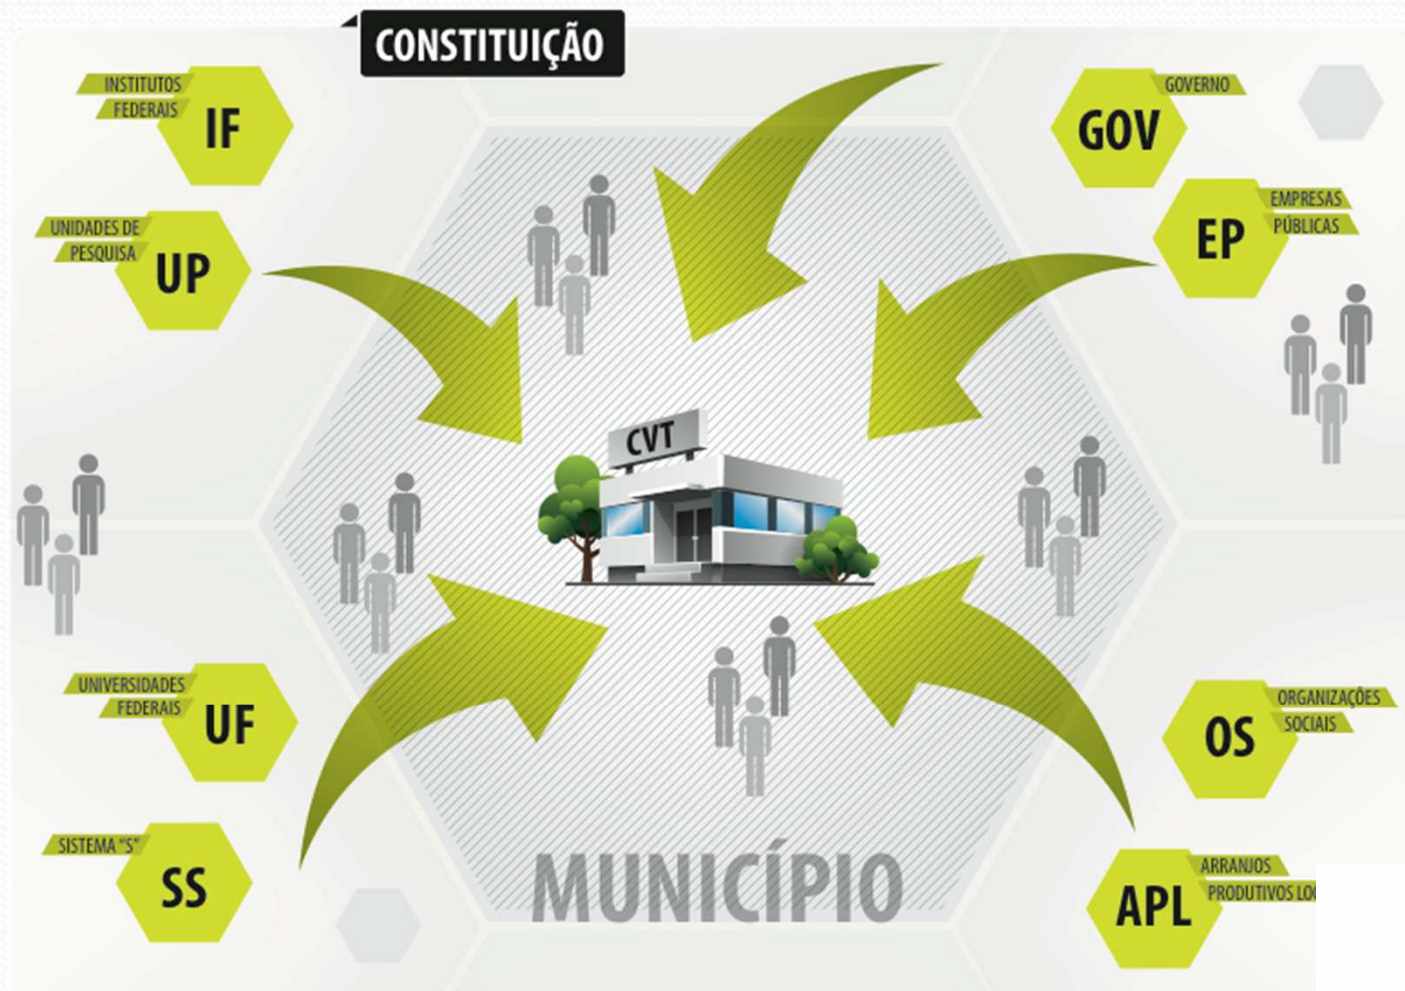 CONSTITUIÇÃO
INSTITUTOS
FEDERAIS
IF
UNIDADES DE
PESQUISA
UP
GOVERNO
GOV
EMPRESAS
PÚBLICAS
EP
CVT
UNIVERSIDADES
FEDERAIS
UF
SISTEMA "S"
SS
ORGANIZAÇÕES
SOCIAIS
OS
ARRANJOS
PRODUTIVOS
APL
MUNICÍPIO